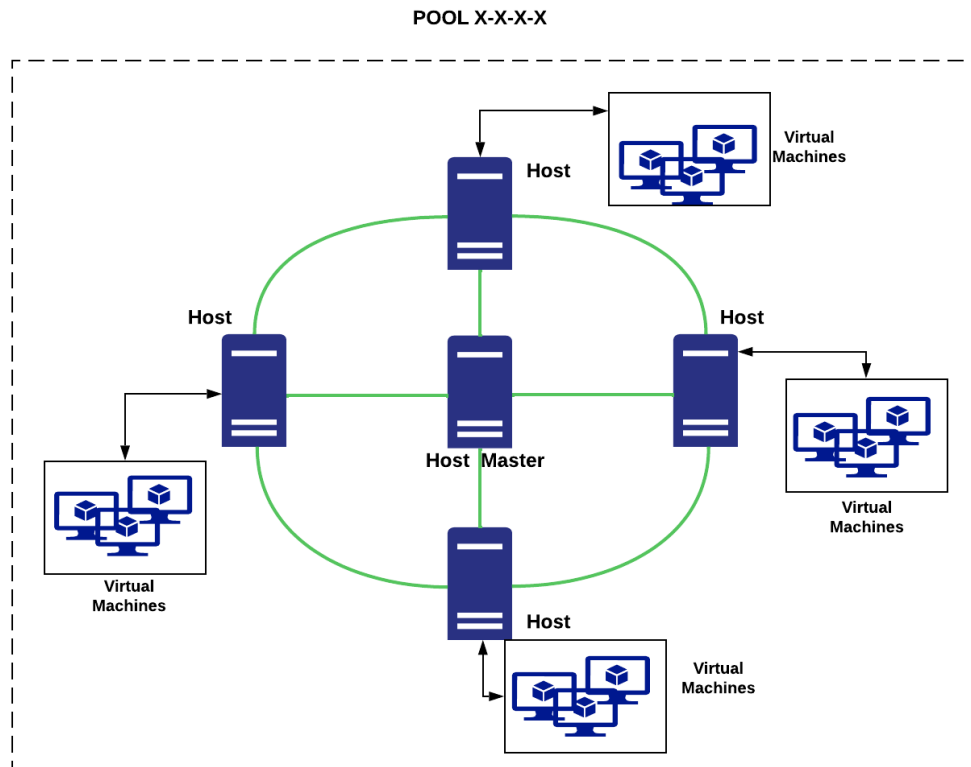 POOL X-X-X-X
Virtual
Machines
Host
Host
Host
Host Master
Virtual
Machines
Virtual
Machines
Host
Virtual
Machines